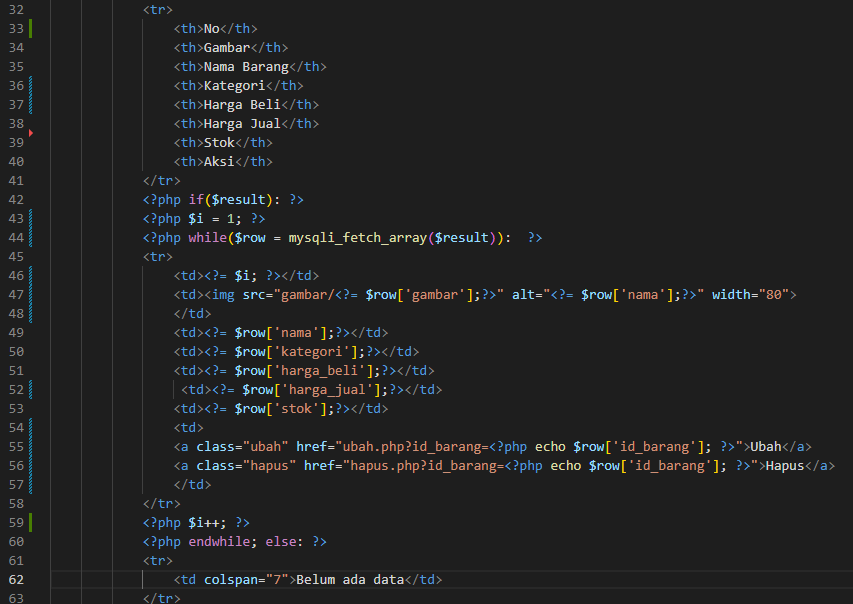 32 <tr>
33 <th>No</th>
34 <th>Gambar</th>
35 <th>Nama Barang</th>
36 <th>Kategori</th>
37 <th>Harga Beli</th>
38 <th>Harga Jual</th>
39 <th>Stok</th>
40 <th>Aksi</th>
41 </tr>
42 <?php if($result): ?>
43 <?php $i = 1; ?>
44 <?php while($row = mysqli_fetch_array($result)):  ?>
45 <tr>
46 <td><?= $i; ?></td>
47 <td><img src="gambar/<?= $row['gambar'];?>" alt="<?= $row['nama'];?>" width="80">
48 </td>
49 <td><?= $row['nama'];?></td>
50 <td><?= $row['kategori'];?></td>
51 <td><?= $row['harga_beli'];?></td>
52 <td><?= $row['harga_jual'];?></td>
53 <td><?= $row['stok'];?></td>
54 <td>
55 <a class="ubah" href="ubah.php?id_barang=<?php echo $row['id_barang']; ?>">Ubah</a>
56 <a class="hapus" href="hapus.php?id_barang=<?php echo $row['id_barang']; ?>">Hapus</a>
57 </td>
58 </tr>
59 <?php $i++; ?>
60 <?php endwhile; else: ?>
61 <tr>
62 <td colspan="7">Belum ada data</td>
63 </tr>